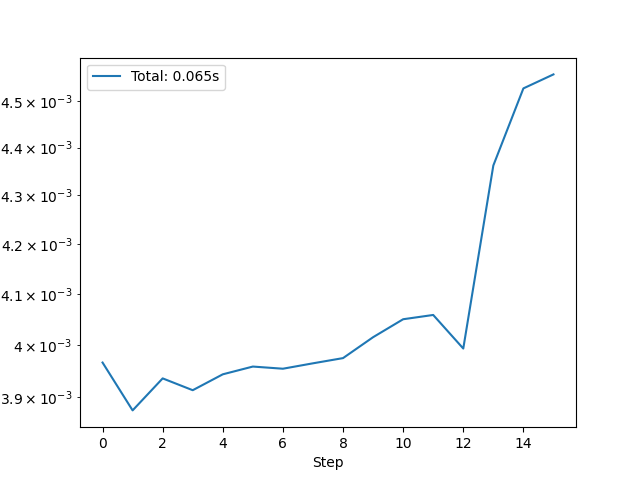 Total: 0.065s
4.5 × 10⁻³
4.4 × 10⁻³
4.3 × 10⁻³
4.2 × 10⁻³
4.1 × 10⁻³
4 × 10⁻³
3.9 × 10⁻³
0 2 4 6 8 10 12 14
Step